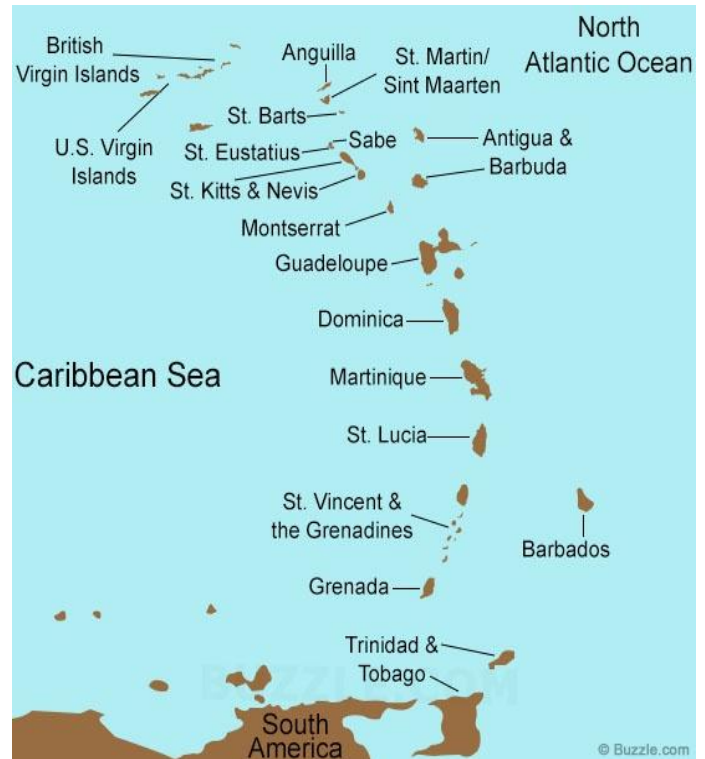 North
Atlantic Ocean
British
Virgin Islands
Anguilla
St. Martin/
Sint Maarten
St. Barts
U.S. Virgin
Islands
St. Eustatius
Sabe
Antigua &
Barbuda
St. Kitts & Nevis
Montserrat
Guadeloupe
Dominica
Caribbean Sea
Martinique
St. Lucia
St. Vincent &
the Grenadines
Barbados
Grenada
Trinidad &
Tobago
BUZZLE.COM
South
America
© Buzzle.com